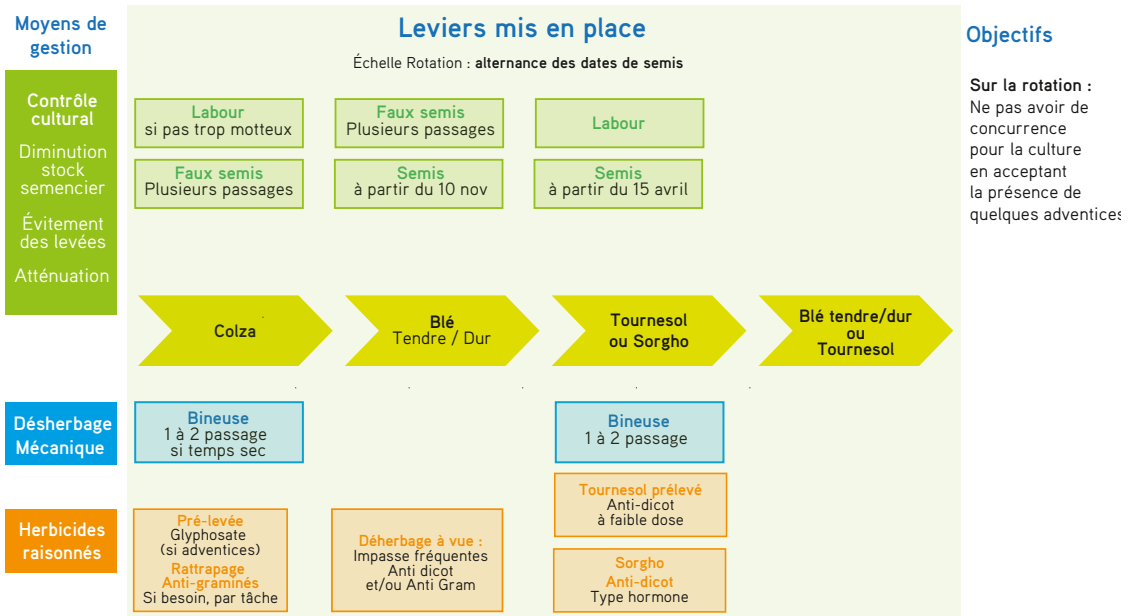 Moyens de
gestion
Leviers mis en place
Objectifs
Échelle Rotation : alternance des dates de semis
Contrôle
cultural
Diminution
stock
semencier
Évitement
des levées
Atténuation
Labour
si pas trop motteux
Faux semis
Plusieurs passages
Faux semis
Plusieurs passages
Semis
à partir du 10 nov
Labour
Semis
à partir du 15 avril
Sur la rotation :
Ne pas avoir de
concurrence
pour la culture
en acceptant
la présence de
quelques adventices
Colza
Blé
Tendre / Dur
Tournesol
ou Sorgho
Blé tendre/dur
ou
Tournesol
Désherbage
Mécanique
Bineuse
1 à 2 passage
si temps sec
Bineuse
1 à 2 passage
Herbicides
raisonnés
Pré-levée
Glyphosate
(si adventices)
Rattrapage
Anti-graminés
Si besoin, par tâche
Déherbage à vue :
Impasse fréquentes
Anti dicot
et/ou Anti Gram
Tournesol prélevé
Anti-dicot
à faible dose
Sorgho
Anti-dicot
Type hormone